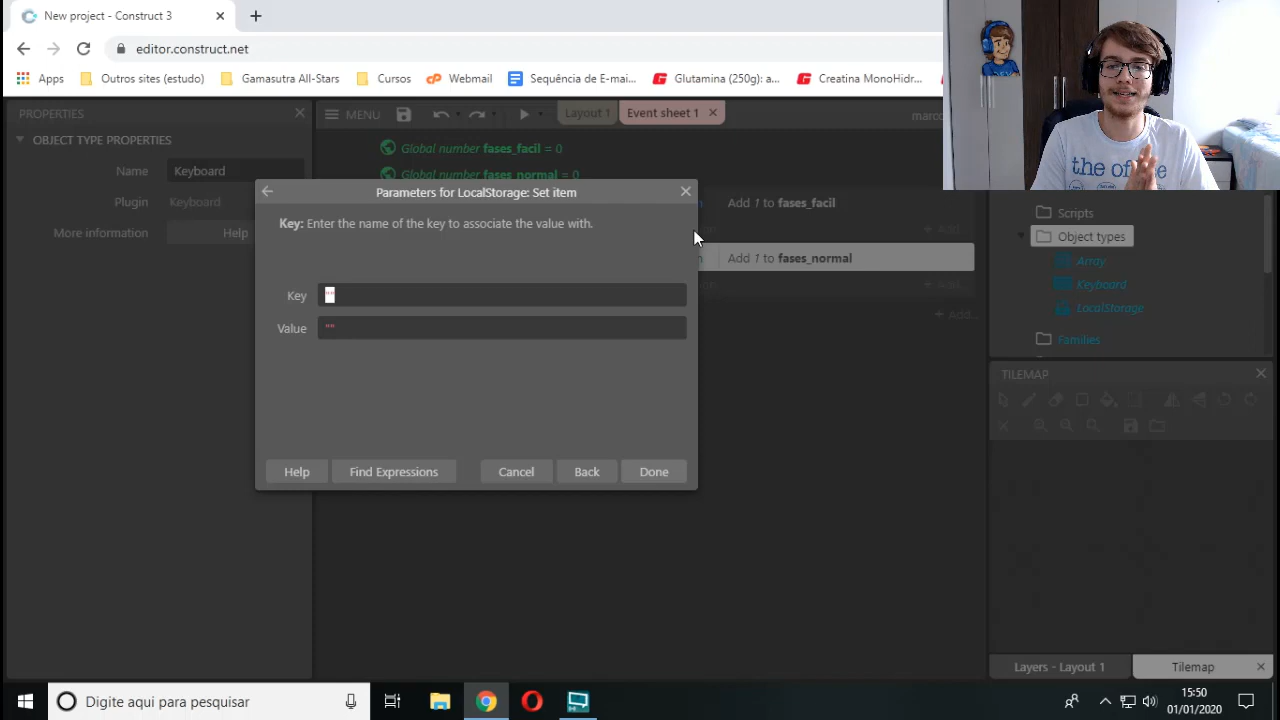 New project - Construct 3
editor.construct.net
Apps
Outros sites (estudo)
Gamasutra All-Stars
Cursos
Webmail
Sequência de E-mai...
Glutamina (250g): a...
Creatina MonoHidr...
PROPERTIES
MENU
Layout 1
Event sheet 1
OBJECT TYPE PROPERTIES
Global number fases_facil = 0
Name
Keyboard
Global number fases_normal = 0
Parameters for LocalStorage: Set item
Plugin
Keyboard
Add 1 to fases_facil
Scripts
Key: Enter the name of the key to associate the value with.
More information
Help
Add...
Object types
Add 1 to fases_normal
Array
Keyboard
Add...
Key
""
LocalStorage
Add...
Value
""
Families
TILEMAP
Help
Find Expressions
Cancel
Back
Done
Layers - Layout 1
Tilemap
Digite aqui para pesquisar
15:50
01/01/2020
the office